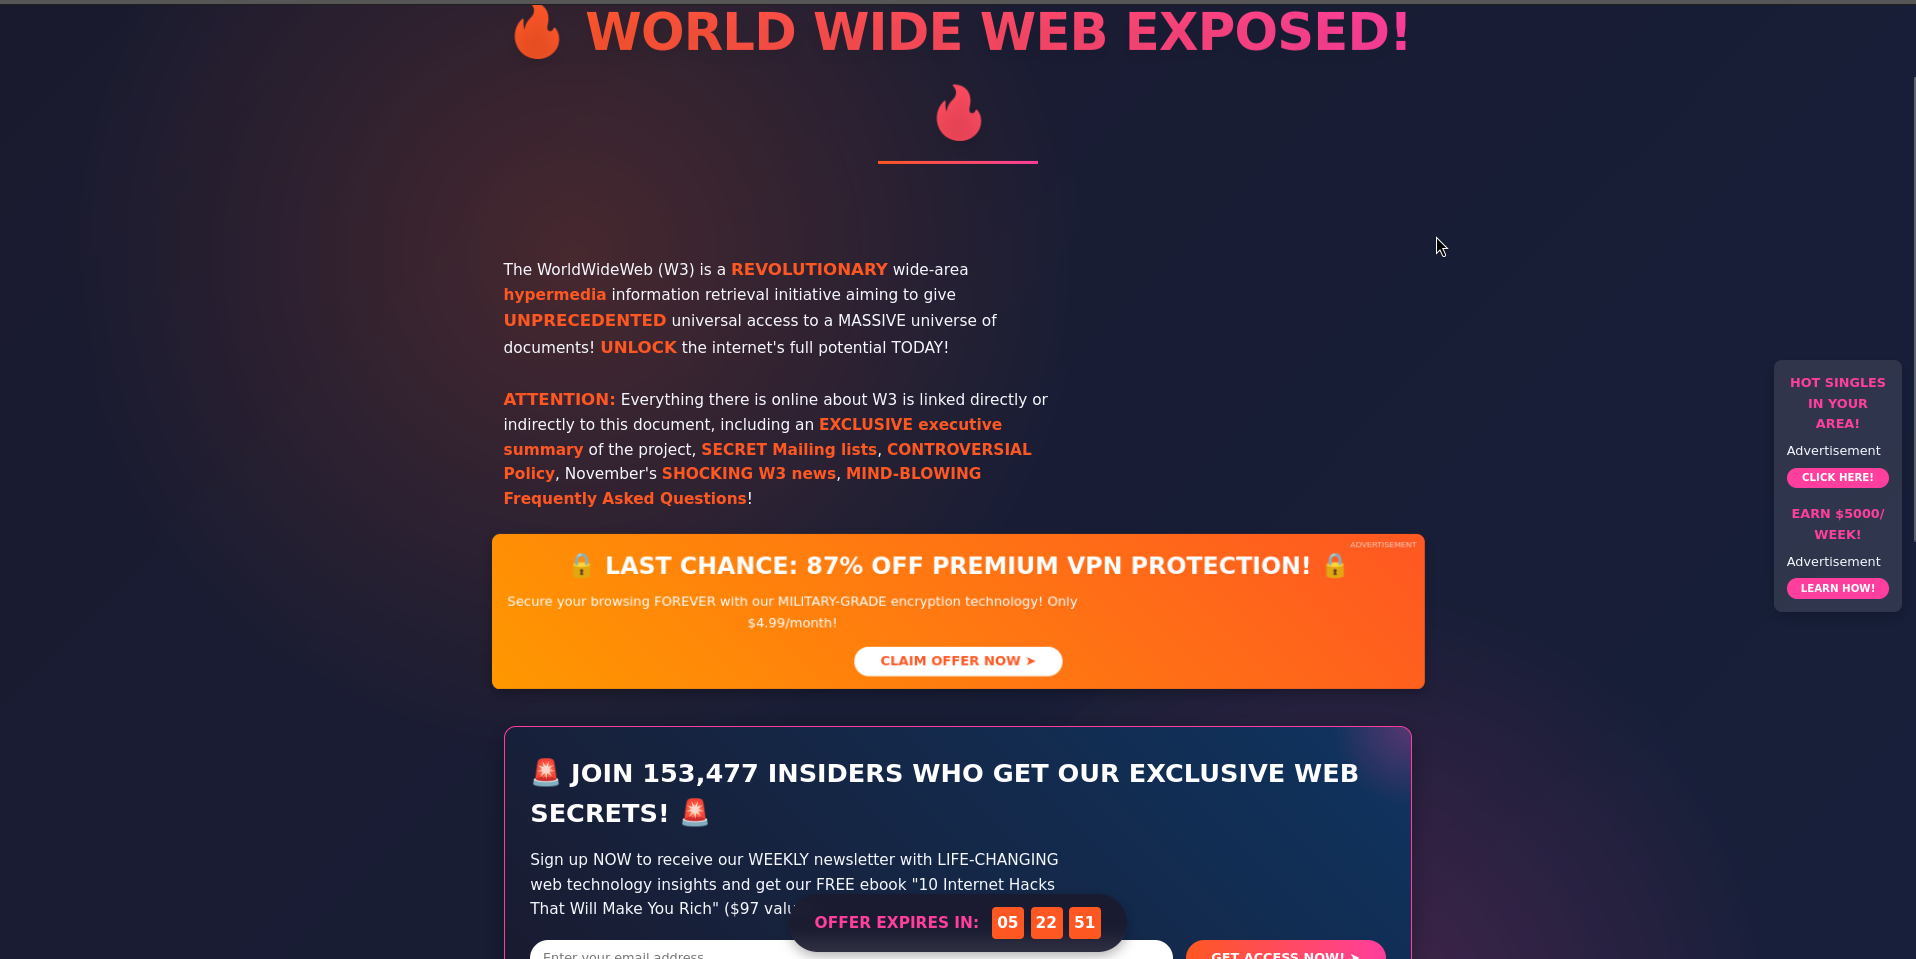 🔥 WORLD WIDE WEB EXPOSED!
🔥
The WorldWideWeb (W3) is a REVOLUTIONARY wide-area
hypermedia information retrieval initiative aiming to give
UNPRECEDENTED universal access to a MASSIVE universe of
documents! UNLOCK the internet's full potential TODAY!
ATTENTION: Everything there is online about W3 is linked directly or
indirectly to this document, including an EXCLUSIVE executive
summary of the project, SECRET Mailing lists, CONTROVERSIAL
Policy, November's SHOCKING W3 news, MIND-BLOWING
Frequently Asked Questions!
ADVERTISEMENT
🔒 LAST CHANCE: 87% OFF PREMIUM VPN PROTECTION! 🔒
Secure your browsing FOREVER with our MILITARY-GRADE encryption technology! Only
$4.99/month!
CLAIM OFFER NOW ➤
🚨 JOIN 153,477 INSIDERS WHO GET OUR EXCLUSIVE WEB
SECRETS! 🚨
Sign up NOW to receive our WEEKLY newsletter with LIFE-CHANGING
web technology insights and get our FREE ebook "10 Internet Hacks
That Will Make You Rich" ($97
OFFER EXPIRES IN: 05 22 51
Enter your email address
GET ACCESS NOW! ➤
HOT SINGLES
IN YOUR
AREA!
Advertisement
CLICK HERE!
EARN $5000/
WEEK!
Advertisement
LEARN HOW!